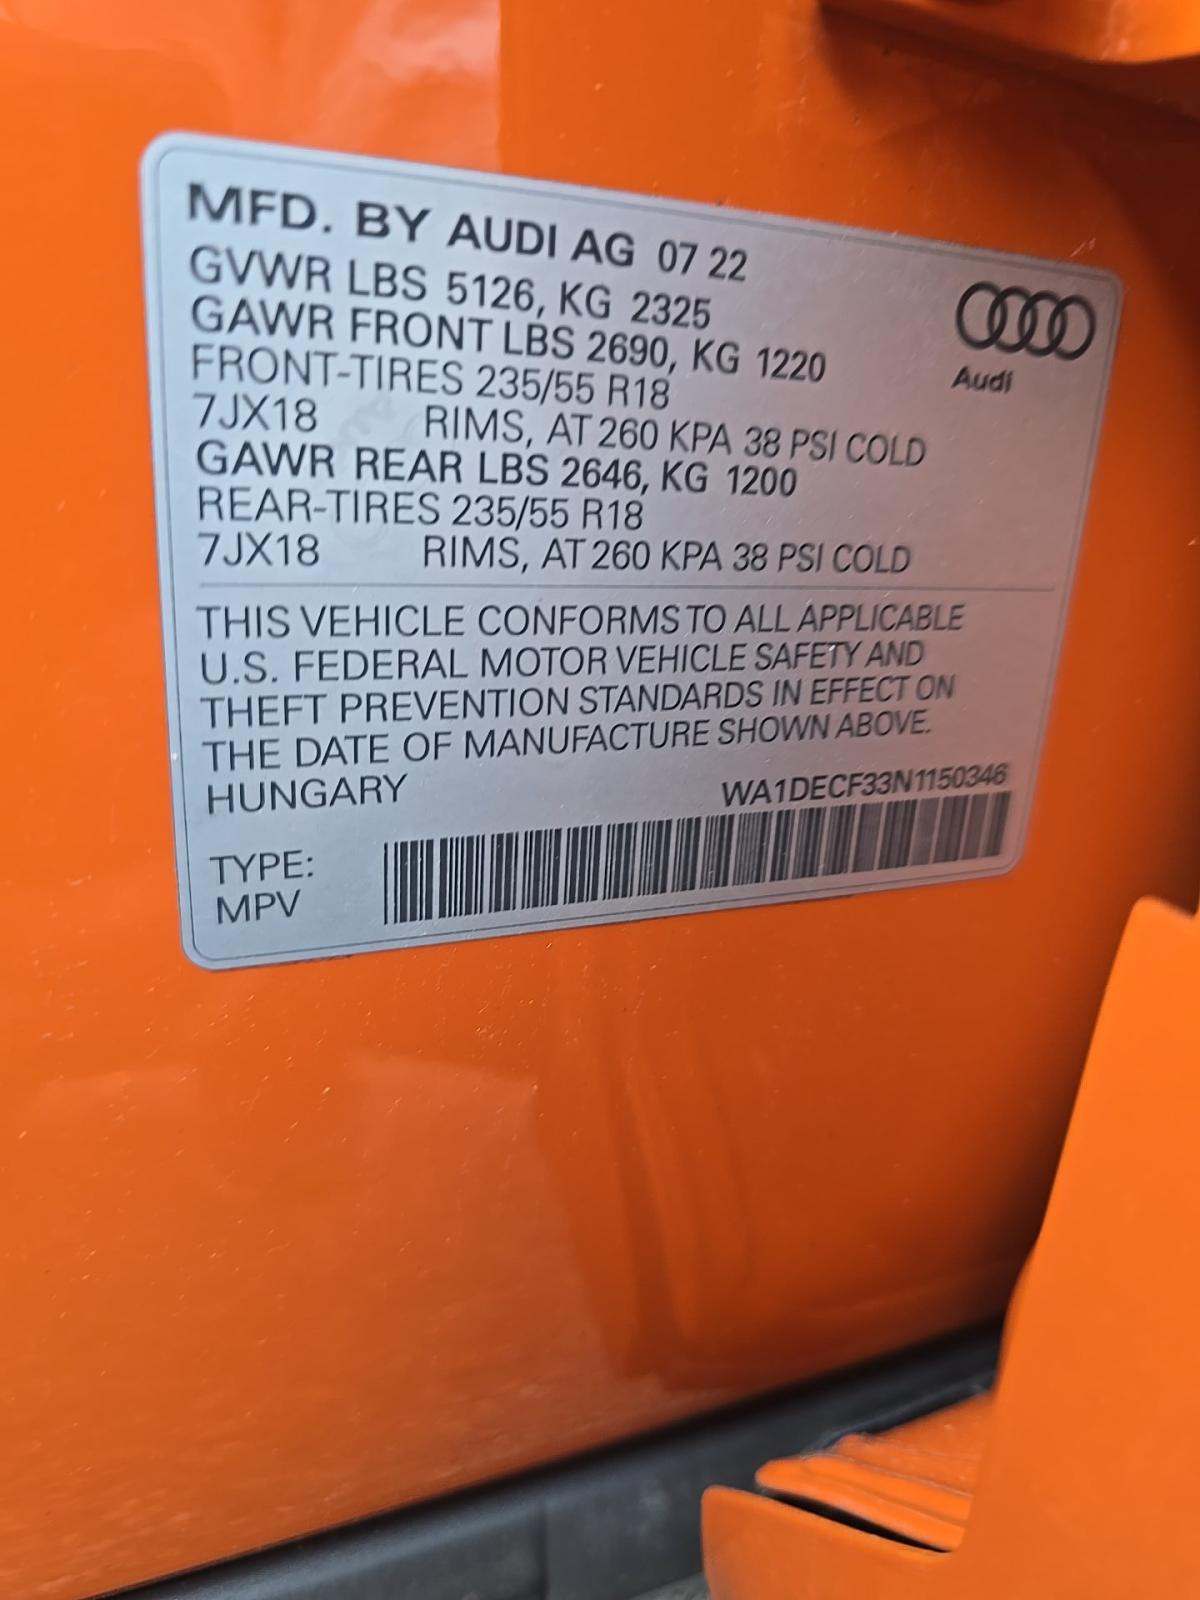 MFD. BY AUDI AG 07 22
GVWR LBS 5126, KG 2325
GAWR FRONT LBS 2690, KG 1220
FRONT-TIRES 235/55 R18
7JX18 RIMS, AT 260 KPA 38 PSI COLD
GAWR REAR LBS 2646, KG 1200
REAR-TIRES 235/55 R18
7JX18 RIMS, AT 260 KPA 38 PSI COLD
Audi
THIS VEHICLE CONFORMS TO ALL APPLICABLE
U.S. FEDERAL MOTOR VEHICLE SAFETY AND
THEFT PREVENTION STANDARDS IN EFFECT ON
THE DATE OF MANUFACTURE SHOWN ABOVE.
HUNGARY WA1DECF33N1150346
TYPE:
MPV